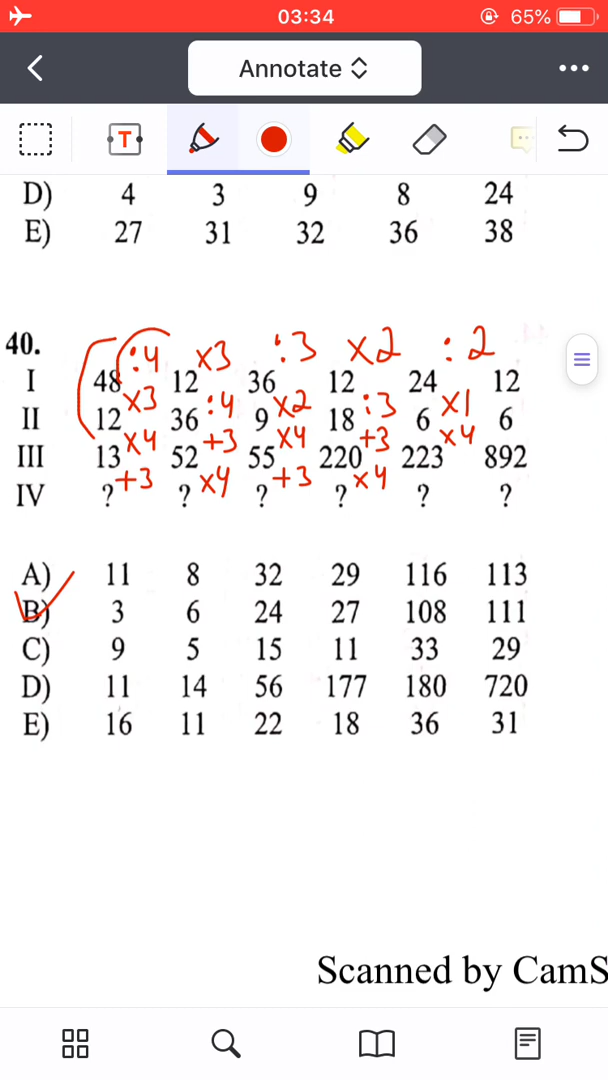 03:34 65%
Annotate
T
D) 4 3 9 8 24
E) 27 31 32 36 38
40. :4 x3 :3 x2 :2
I 48 12 36 12 24 12
x3 :4 x2 :3 x1
II 12 36 9 18 6 6
x4 +3 x4 +3 x4
III 13 52 55 220 223 892
+3 x4 +3 x4
IV ? ? ? ? ? ?
A) 11 8 32 29 116 113
B) 3 6 24 27 108 111
C) 9 5 15 11 33 29
D) 11 14 56 177 180 720
E) 16 11 22 18 36 31
Scanned by CamS